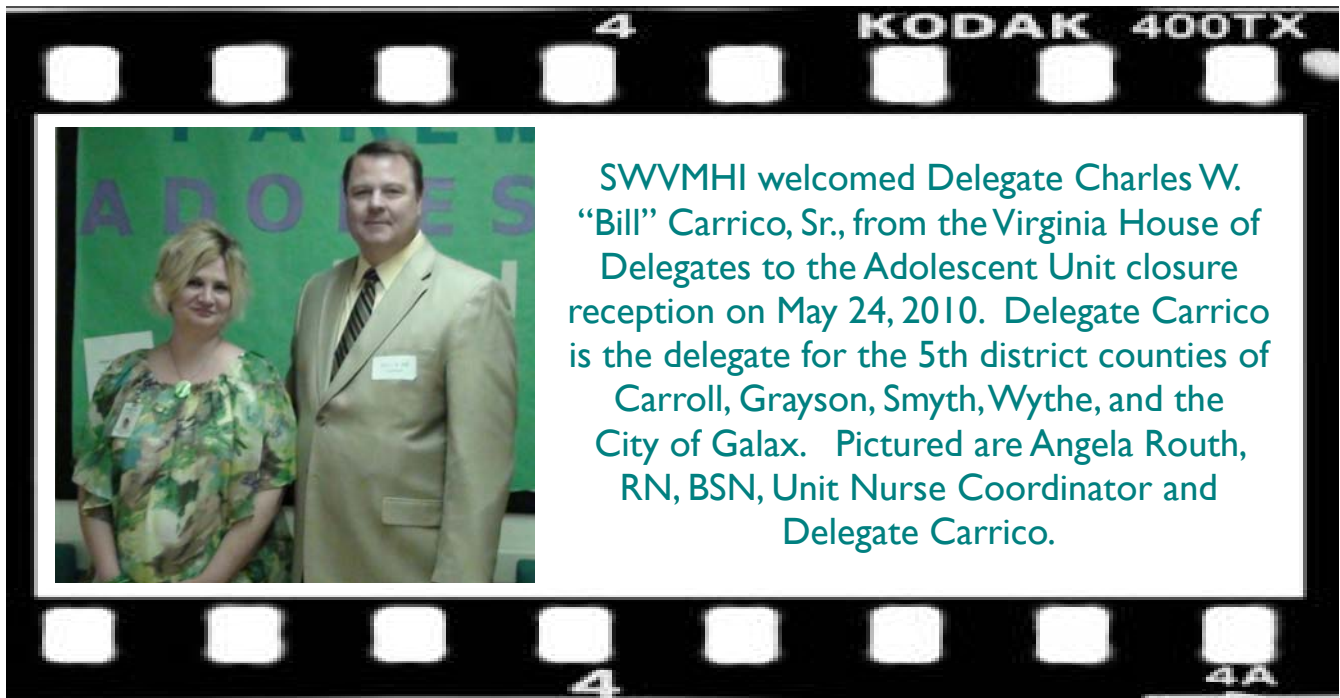 4 KODAK 400TX
ADOLES
SWVMHI welcomed Delegate Charles W.
“Bill” Carrico, Sr., from the Virginia House of
Delegates to the Adolescent Unit closure
reception on May 24, 2010. Delegate Carrico
is the delegate for the 5th district counties of
Carroll, Grayson, Smyth, Wythe, and the
City of Galax. Pictured are Angela Routh,
RN, BSN, Unit Nurse Coordinator and
Delegate Carrico.
4 4A